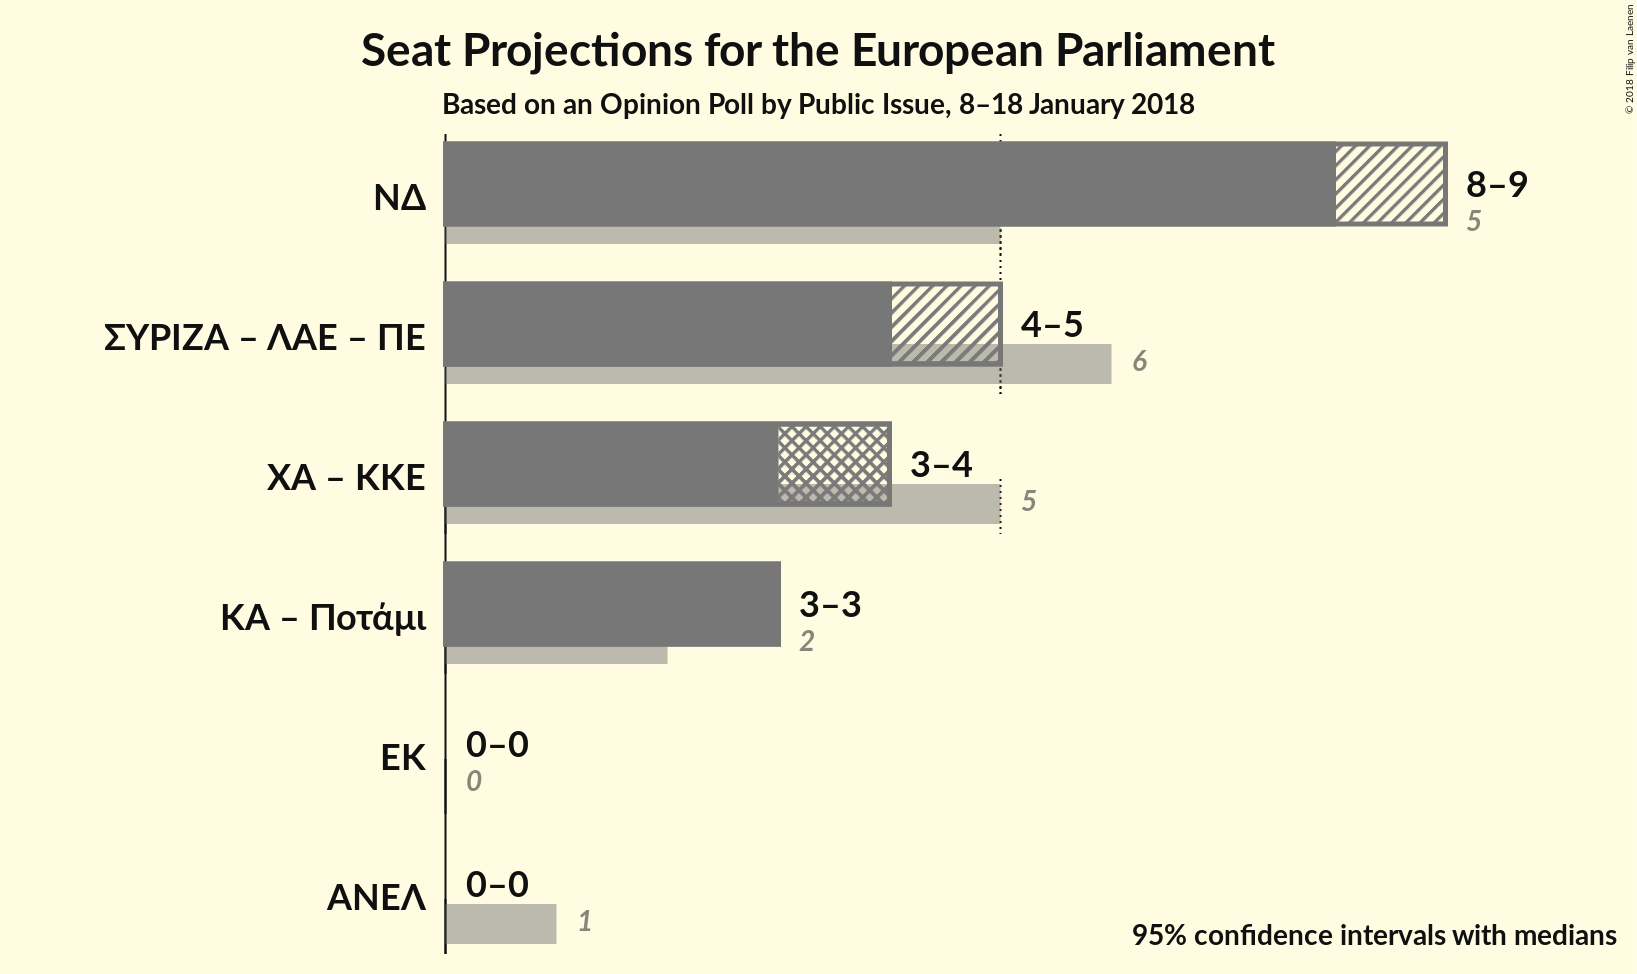 Seat Projections for the European Parliament
Based on an Opinion Poll by Public Issue, 8–18 January 2018
© 2018 Filip van Laenen
ΝΔ
8–9
5
ΣΥΡΙΖΑ – ΛΑΕ – ΠΕ
4–5
6
ΧΑ – ΚΚΕ
3–4
5
ΚΑ – Ποτάμι
3–3
2
ΕΚ
0–0
0
ΑΝΕΛ
0–0
1
95% confidence intervals with medians